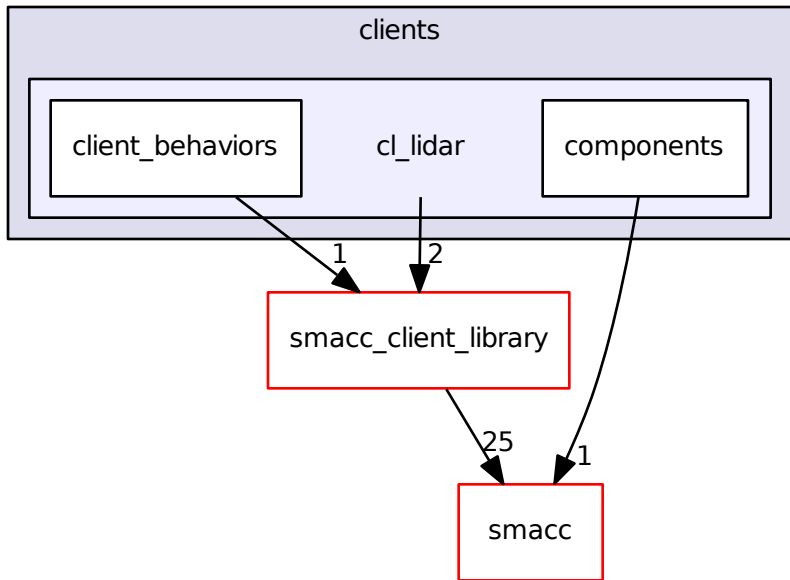 clients
client_behaviors
cl_lidar
components
1
2
smacc_client_library
25
1
smacc